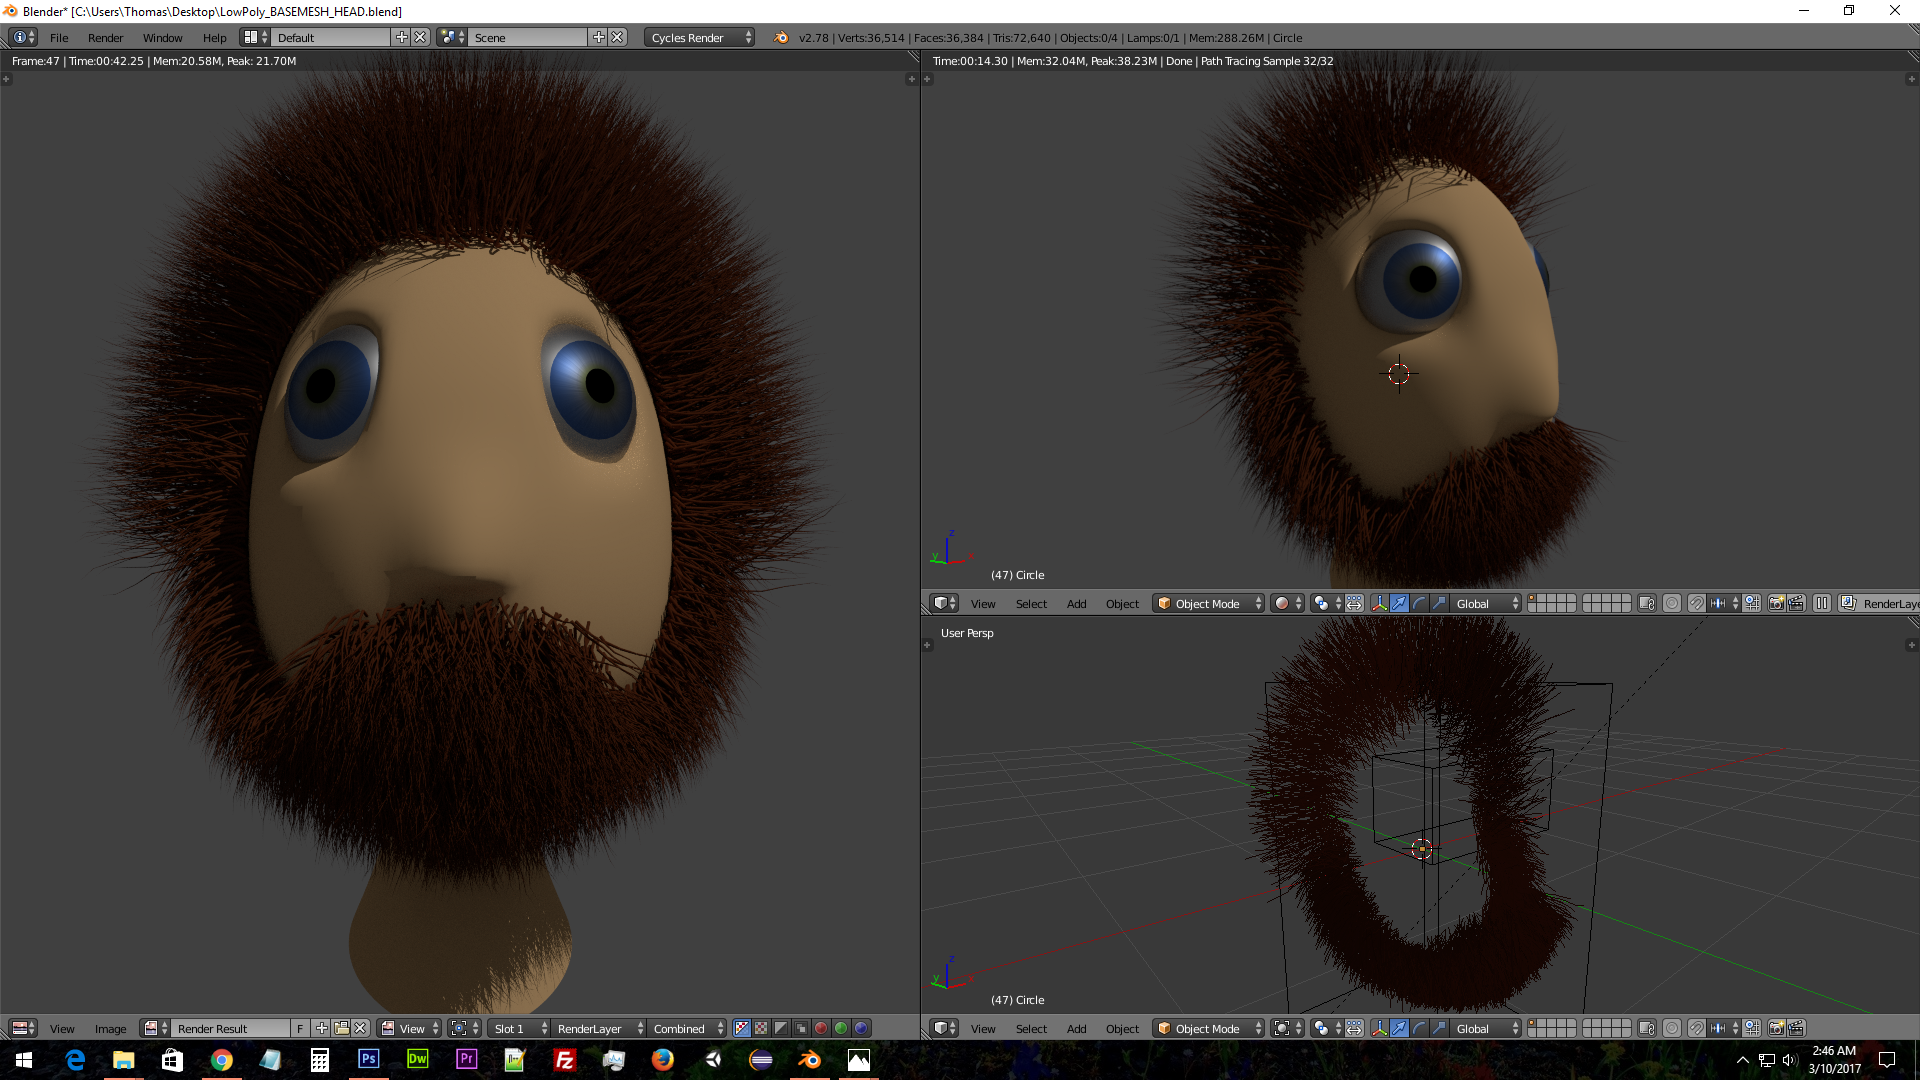 Blender* [C:\Users\Thomas\Desktop\LowPoly_BASEMESH_HEAD.blend]
File Render Window Help Default Scene Cycles Render v2.78 | Verts:36,514 | Faces:36,384 | Tris:72,640 | Objects:0/4 | Lamps:0/1 | Mem:288.26M | Circle
Frame:47 | Time:00:42.25 | Mem:20.58M, Peak: 21.70M
Time:00:14.30 | Mem:32.04M, Peak:38.23M | Done | Path Tracing Sample 32/32
z
y x
(47) Circle
View Select Add Object Object Mode Global RenderLaye
User Persp
z
y x
(47) Circle
View Image Render Result F View Slot 1 RenderLayer Combined
View Select Add Object Object Mode Global
Ps Dw Pr Fz
2:46 AM
3/10/2017